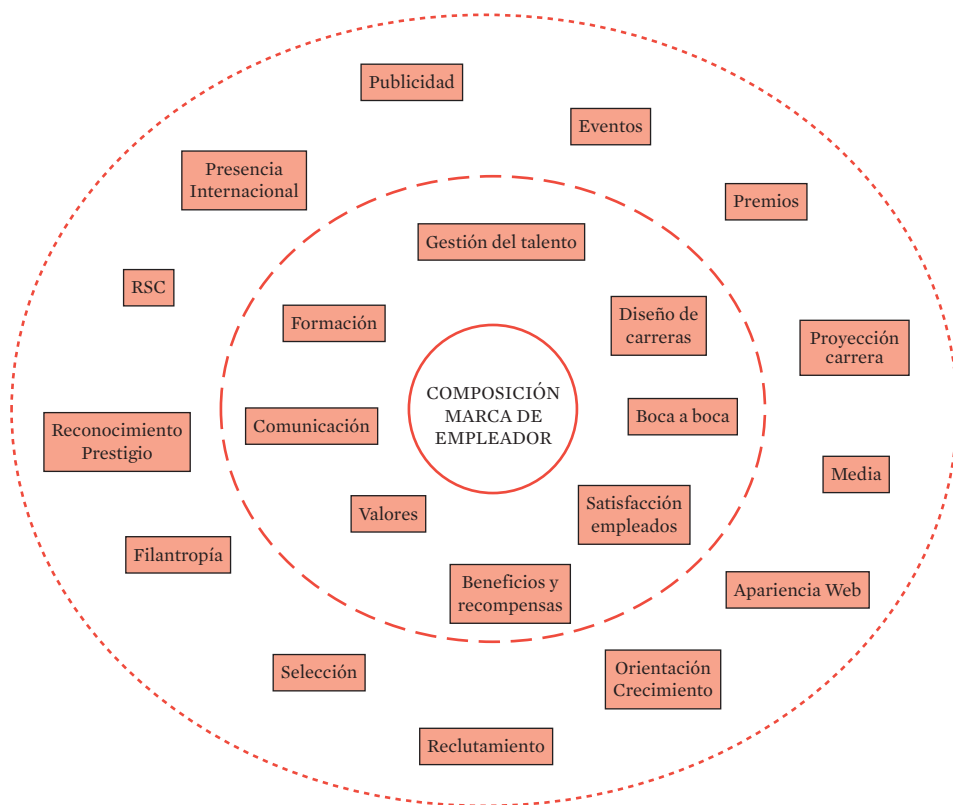 Publicidad
Eventos
Presencia
Internacional
Premios
Gestión del talento
RSC
Formación
Diseño de
carreras
Proyección
carrera
COMPOSICIÓN
MARCA DE
EMPLEADOR
Comunicación
Boca a boca
Reconocimiento
Prestigio
Media
Valores
Satisfacción
empleados
Filantropía
Beneficios y
recompensas
Apariencia Web
Selección
Orientación
Crecimiento
Reclutamiento